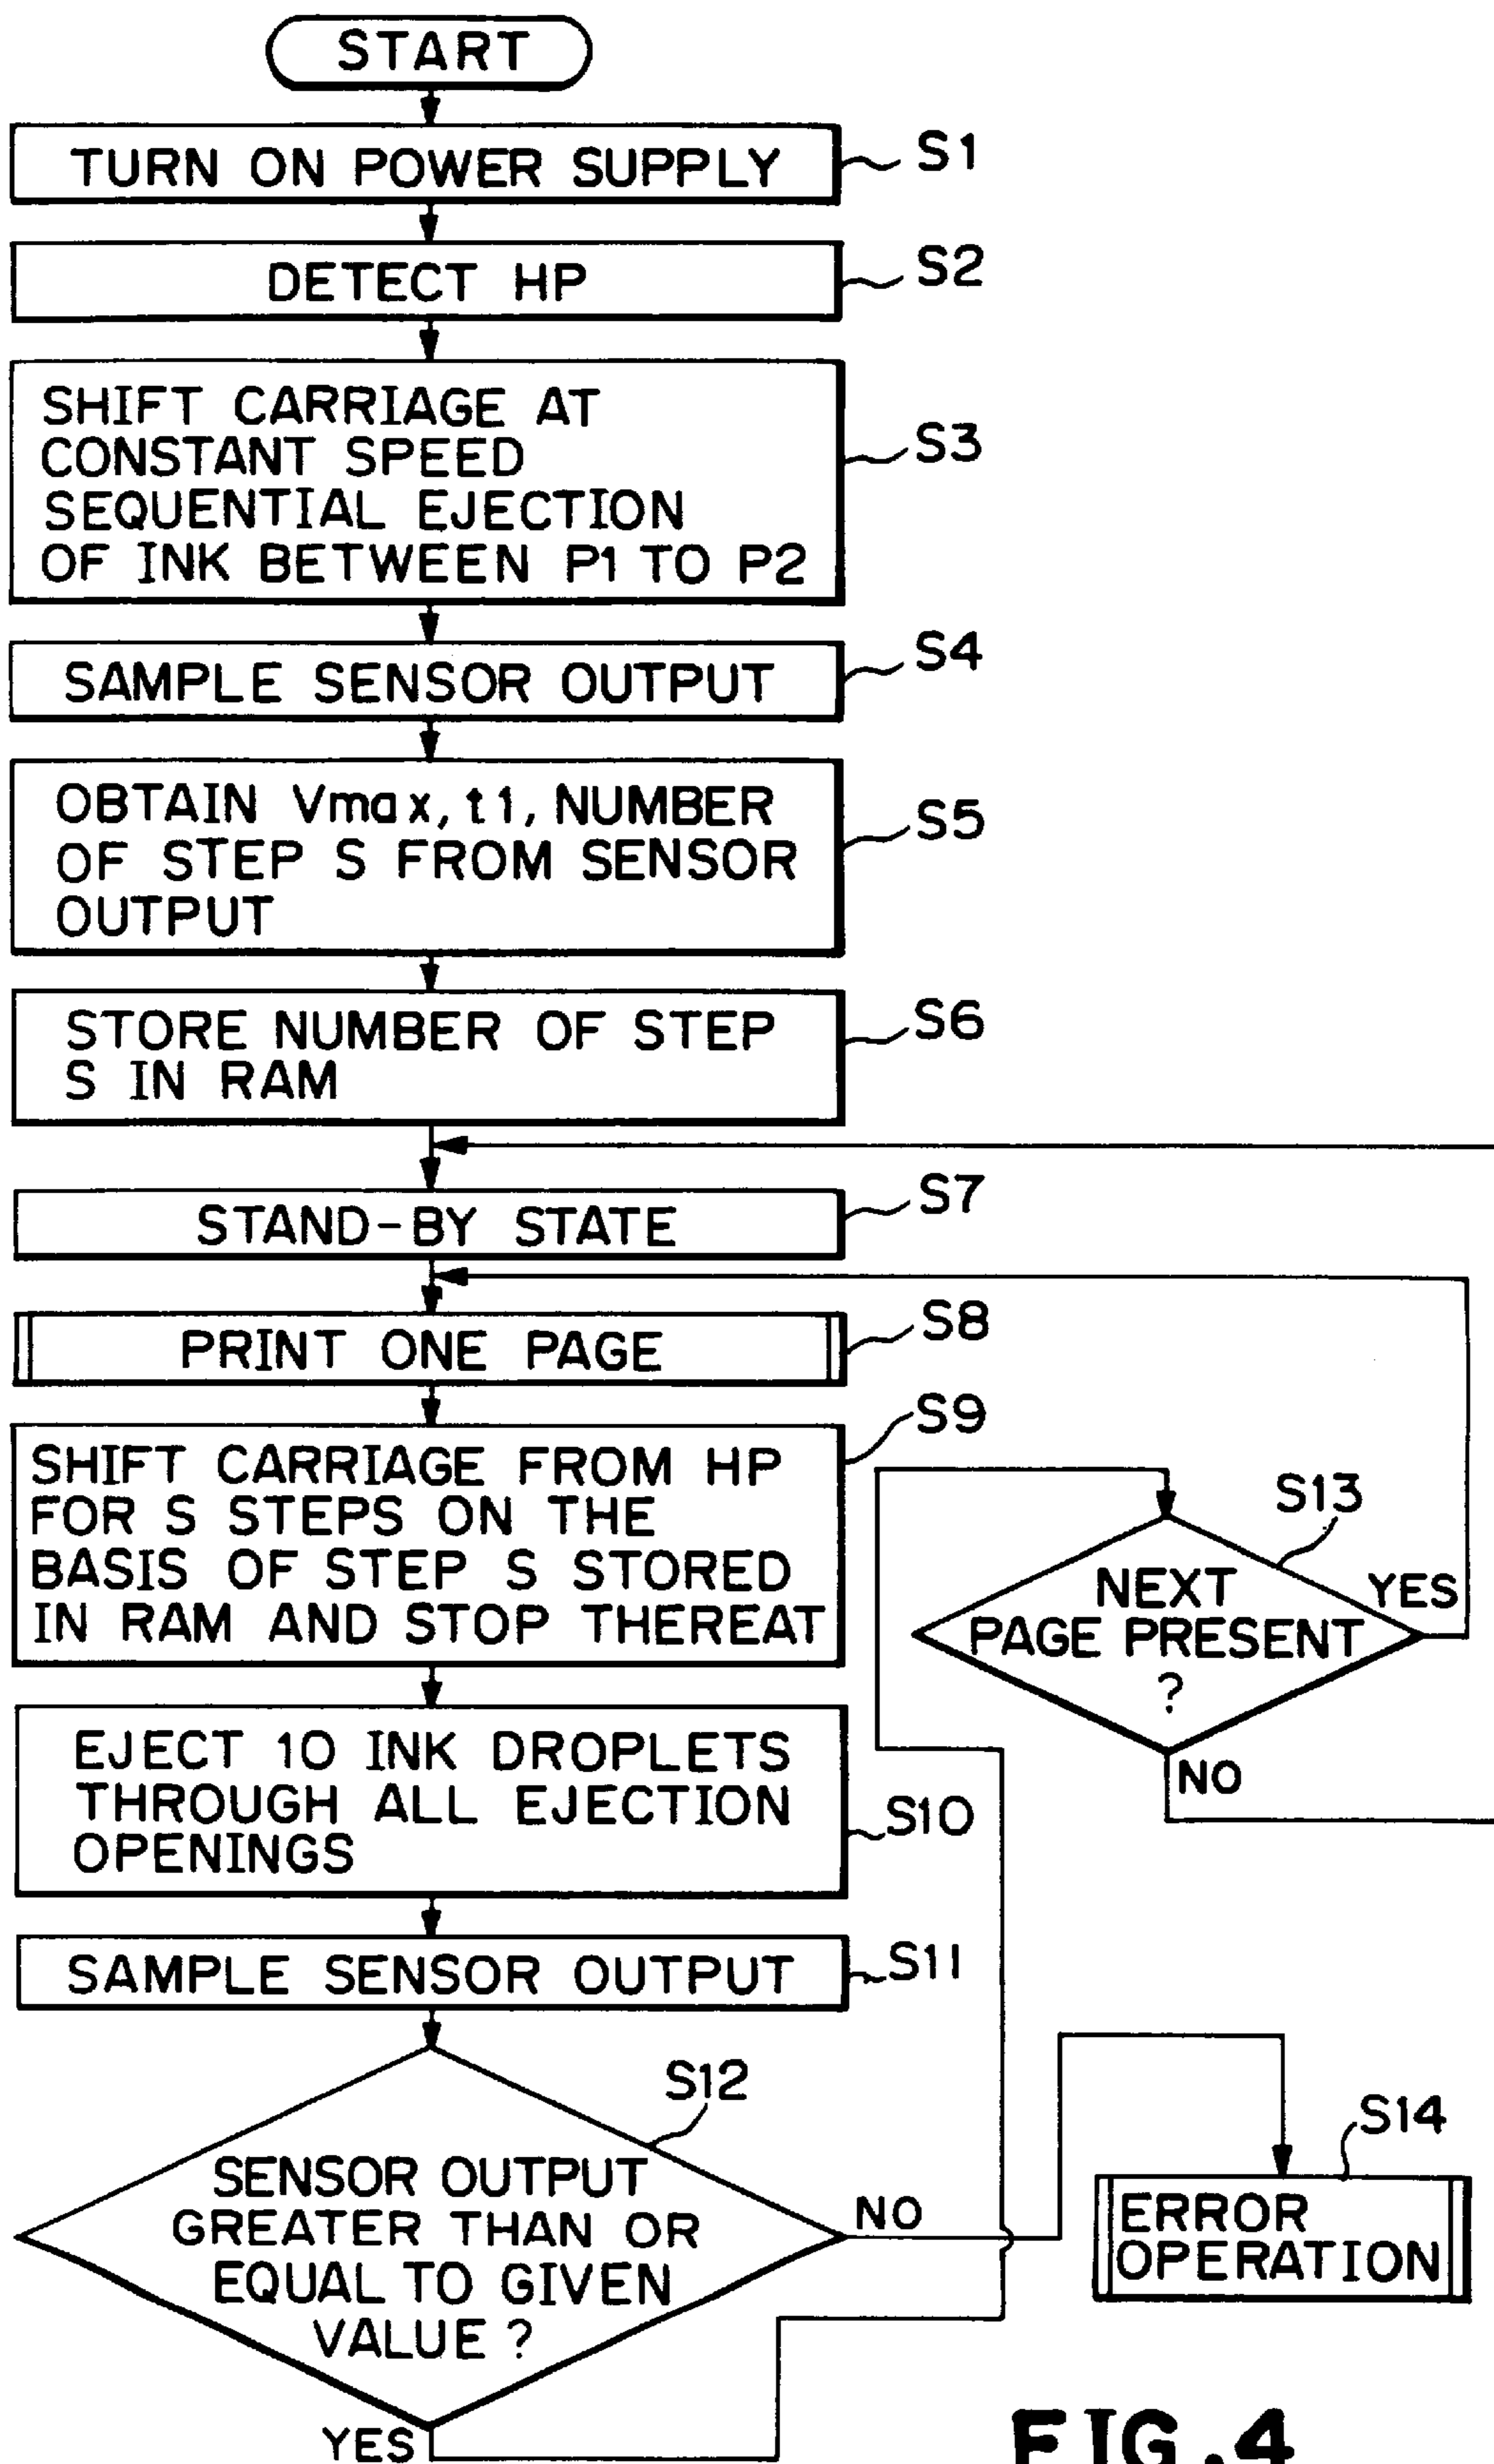 START
TURN ON POWER SUPPLY
S1
DETECT HP
S2
SHIFT CARRIAGE AT
CONSTANT SPEED
SEQUENTIAL EJECTION
OF INK BETWEEN P1 TO P2
S3
SAMPLE SENSOR OUTPUT
S4
OBTAIN Vmax, t1, NUMBER
OF STEP S FROM SENSOR
OUTPUT
S5
STORE NUMBER OF STEP
S IN RAM
S6
STAND-BY STATE
S7
PRINT ONE PAGE
S8
SHIFT CARRIAGE FROM HP
FOR S STEPS ON THE
BASIS OF STEP S STORED
IN RAM AND STOP THEREAT
S9
EJECT 10 INK DROPLETS
THROUGH ALL EJECTION
OPENINGS
S10
SAMPLE SENSOR OUTPUT
S11
SENSOR OUTPUT
GREATER THAN OR
EQUAL TO GIVEN
VALUE ?
S12
NO
YES
S13
NEXT
PAGE PRESENT
?
YES
NO
S14
ERROR
OPERATION
FIG.4